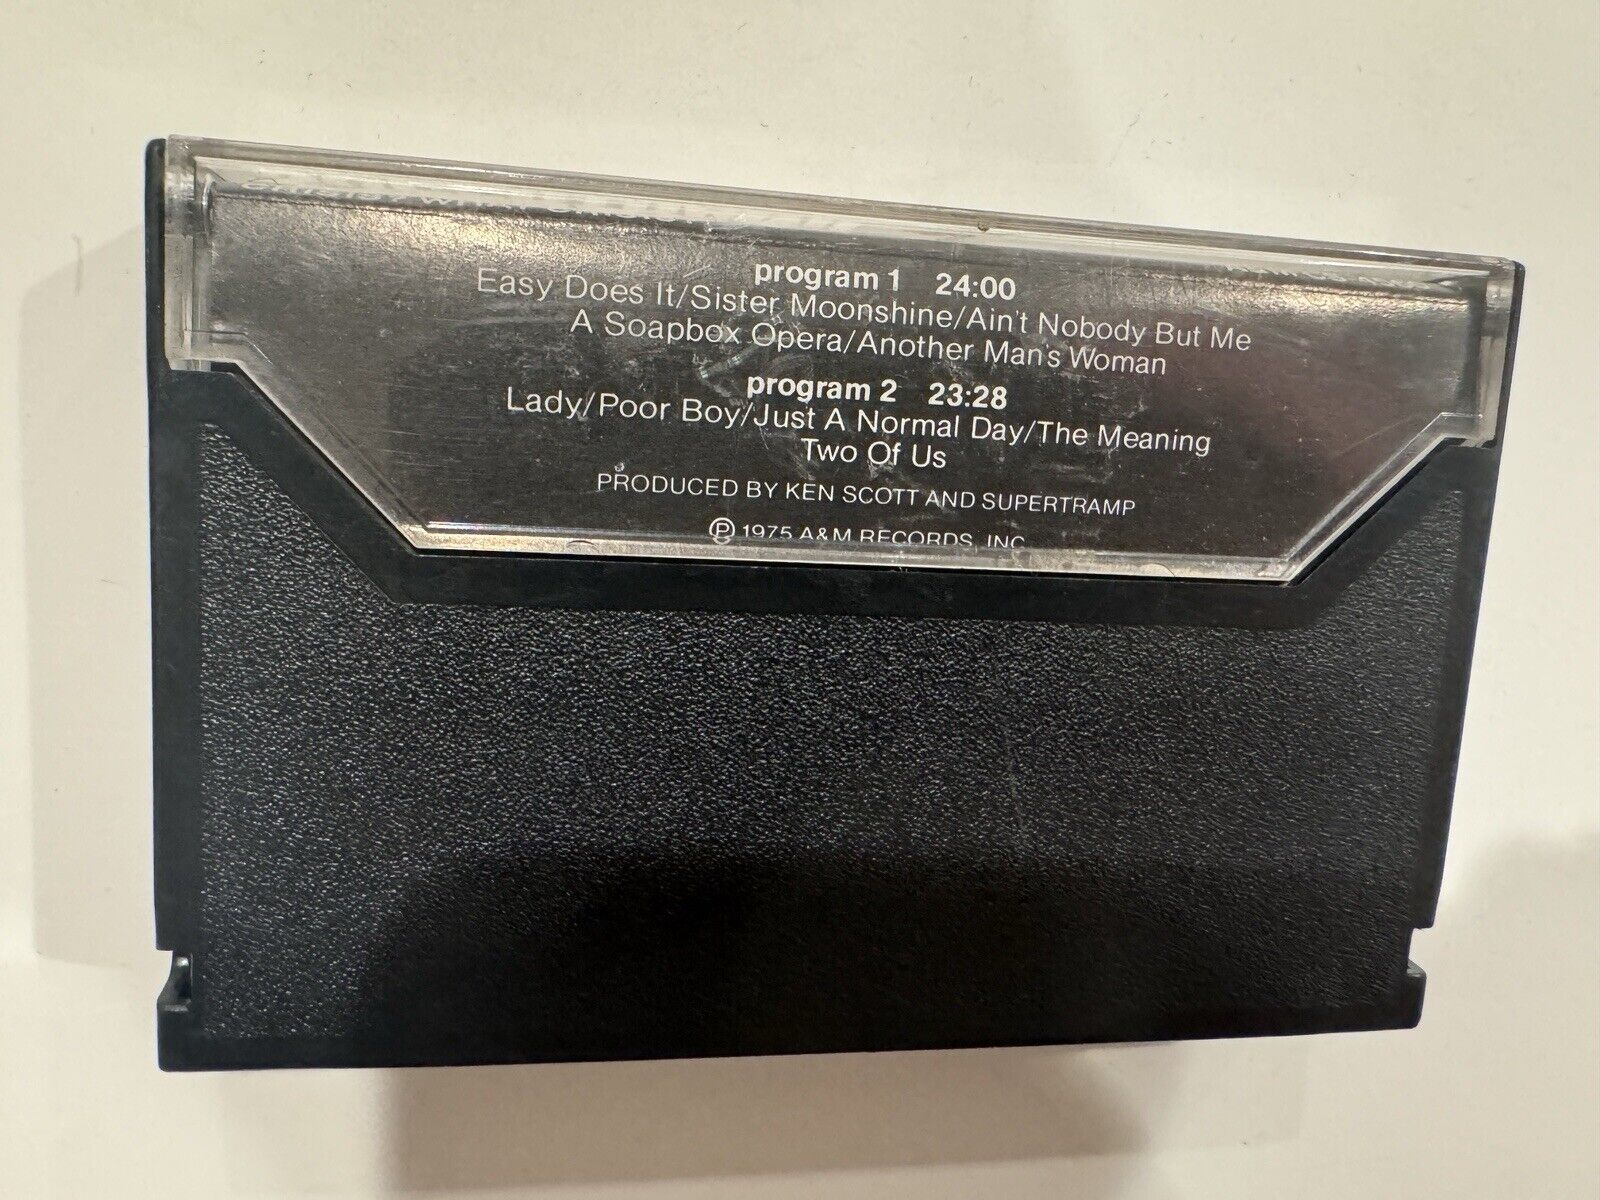 program 1 24:00
Easy Does It/Sister Moonshine/Ain't Nobody But Me
A Soapbox Opera/Another Man's Woman
program 2 23:28
Lady/Poor Boy/Just A Normal Day/The Meaning
Two Of Us
PRODUCED BY KEN SCOTT AND SUPERTRAMP
Ⓟ 1975 A&M RECORDS, INC